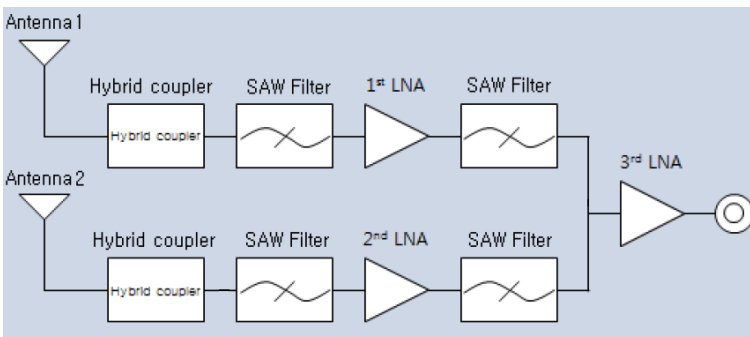 Antenna 1
Hybrid coupler SAW Filter 1st LNA SAW Filter
Hybrid coupler
3rd LNA
Antenna 2
Hybrid coupler SAW Filter 2nd LNA SAW Filter
Hybrid coupler